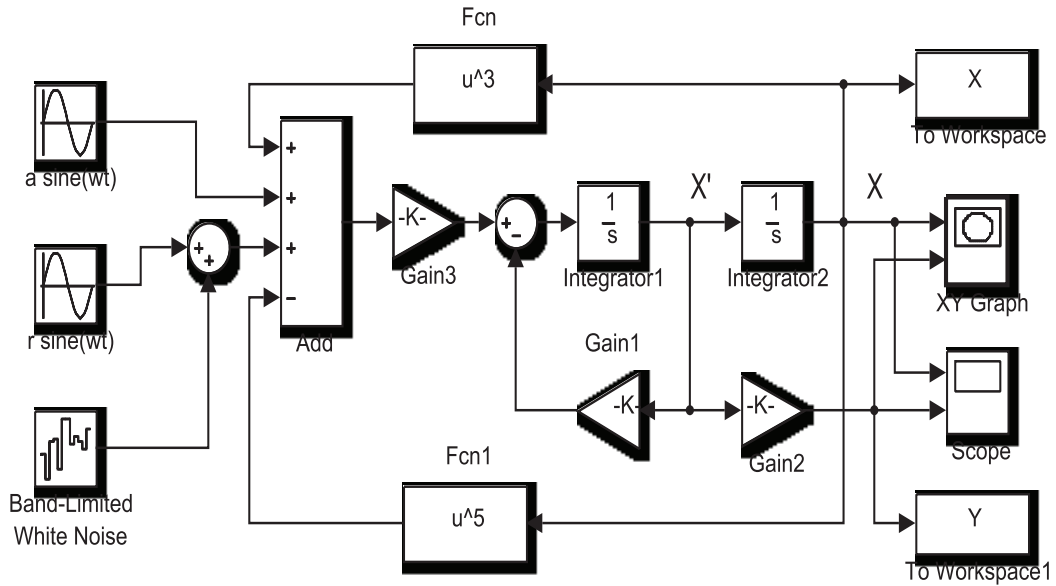 Fcn
u^3
X
To Workspace
a sine(wt)
+
+
+
-
+
+
r sine(wt)
Add
-K-
Gain3
+
-
1
s
Integrator1
X'
1
s
Integrator2
X
XY Graph
Gain1
-K-
-K-
Gain2
Scope
Band-Limited
White Noise
Fcn1
u^5
Y
To Workspace1